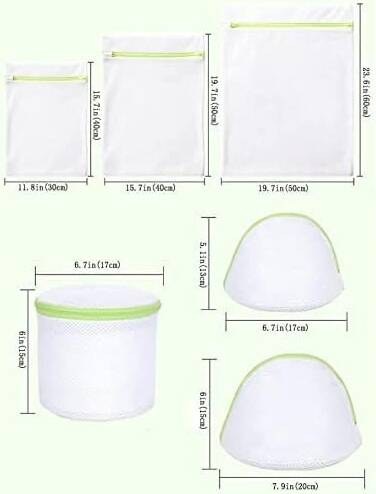 15.7in(40cm)
11.8in(30cm)
19.7in(50cm)
15.7in(40cm)
23.6in(60cm)
19.7in(50cm)
6.7in(17cm)
6in(15cm)
5.1in(13cm)
6.7in(17cm)
6in(15cm)
7.9in(20cm)